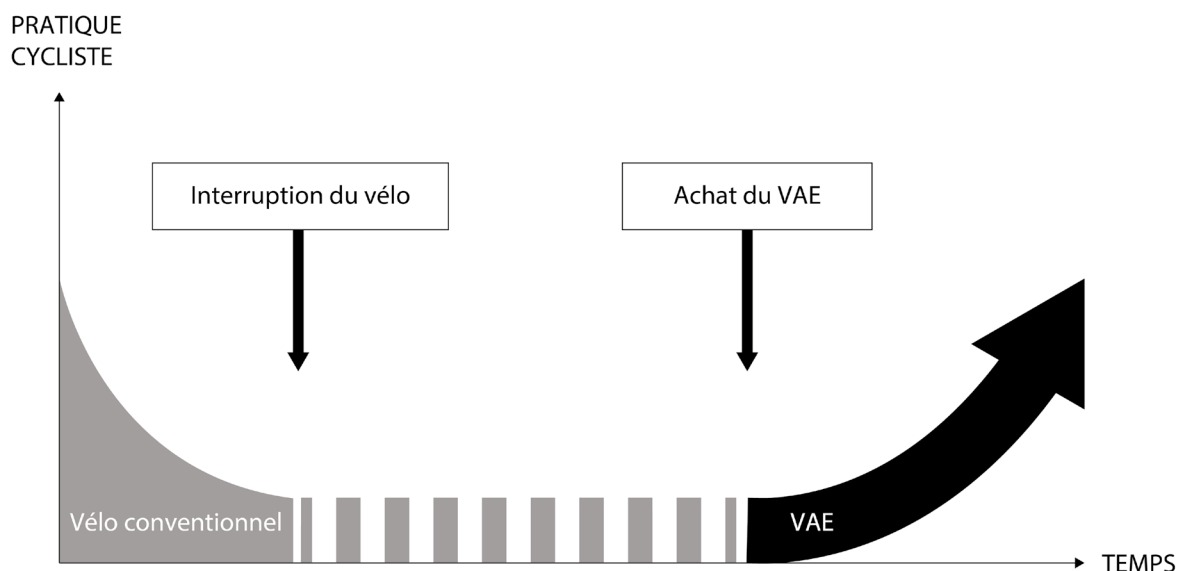 PRATIQUE
CYCLISTE
Interruption du vélo
Achat du VAE
Vélo conventionnel
VAE
TEMPS